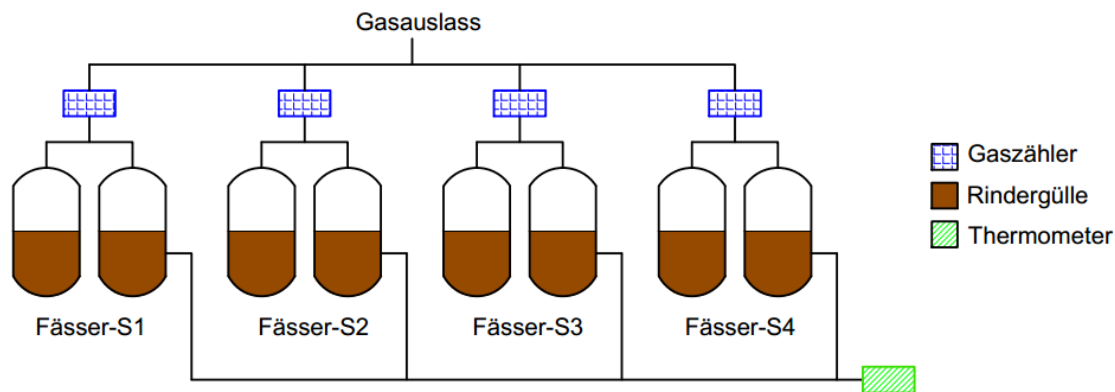 Gasauslass
Gaszähler
Rindergülle
Thermometer
Fässer-S1
Fässer-S2
Fässer-S3
Fässer-S4